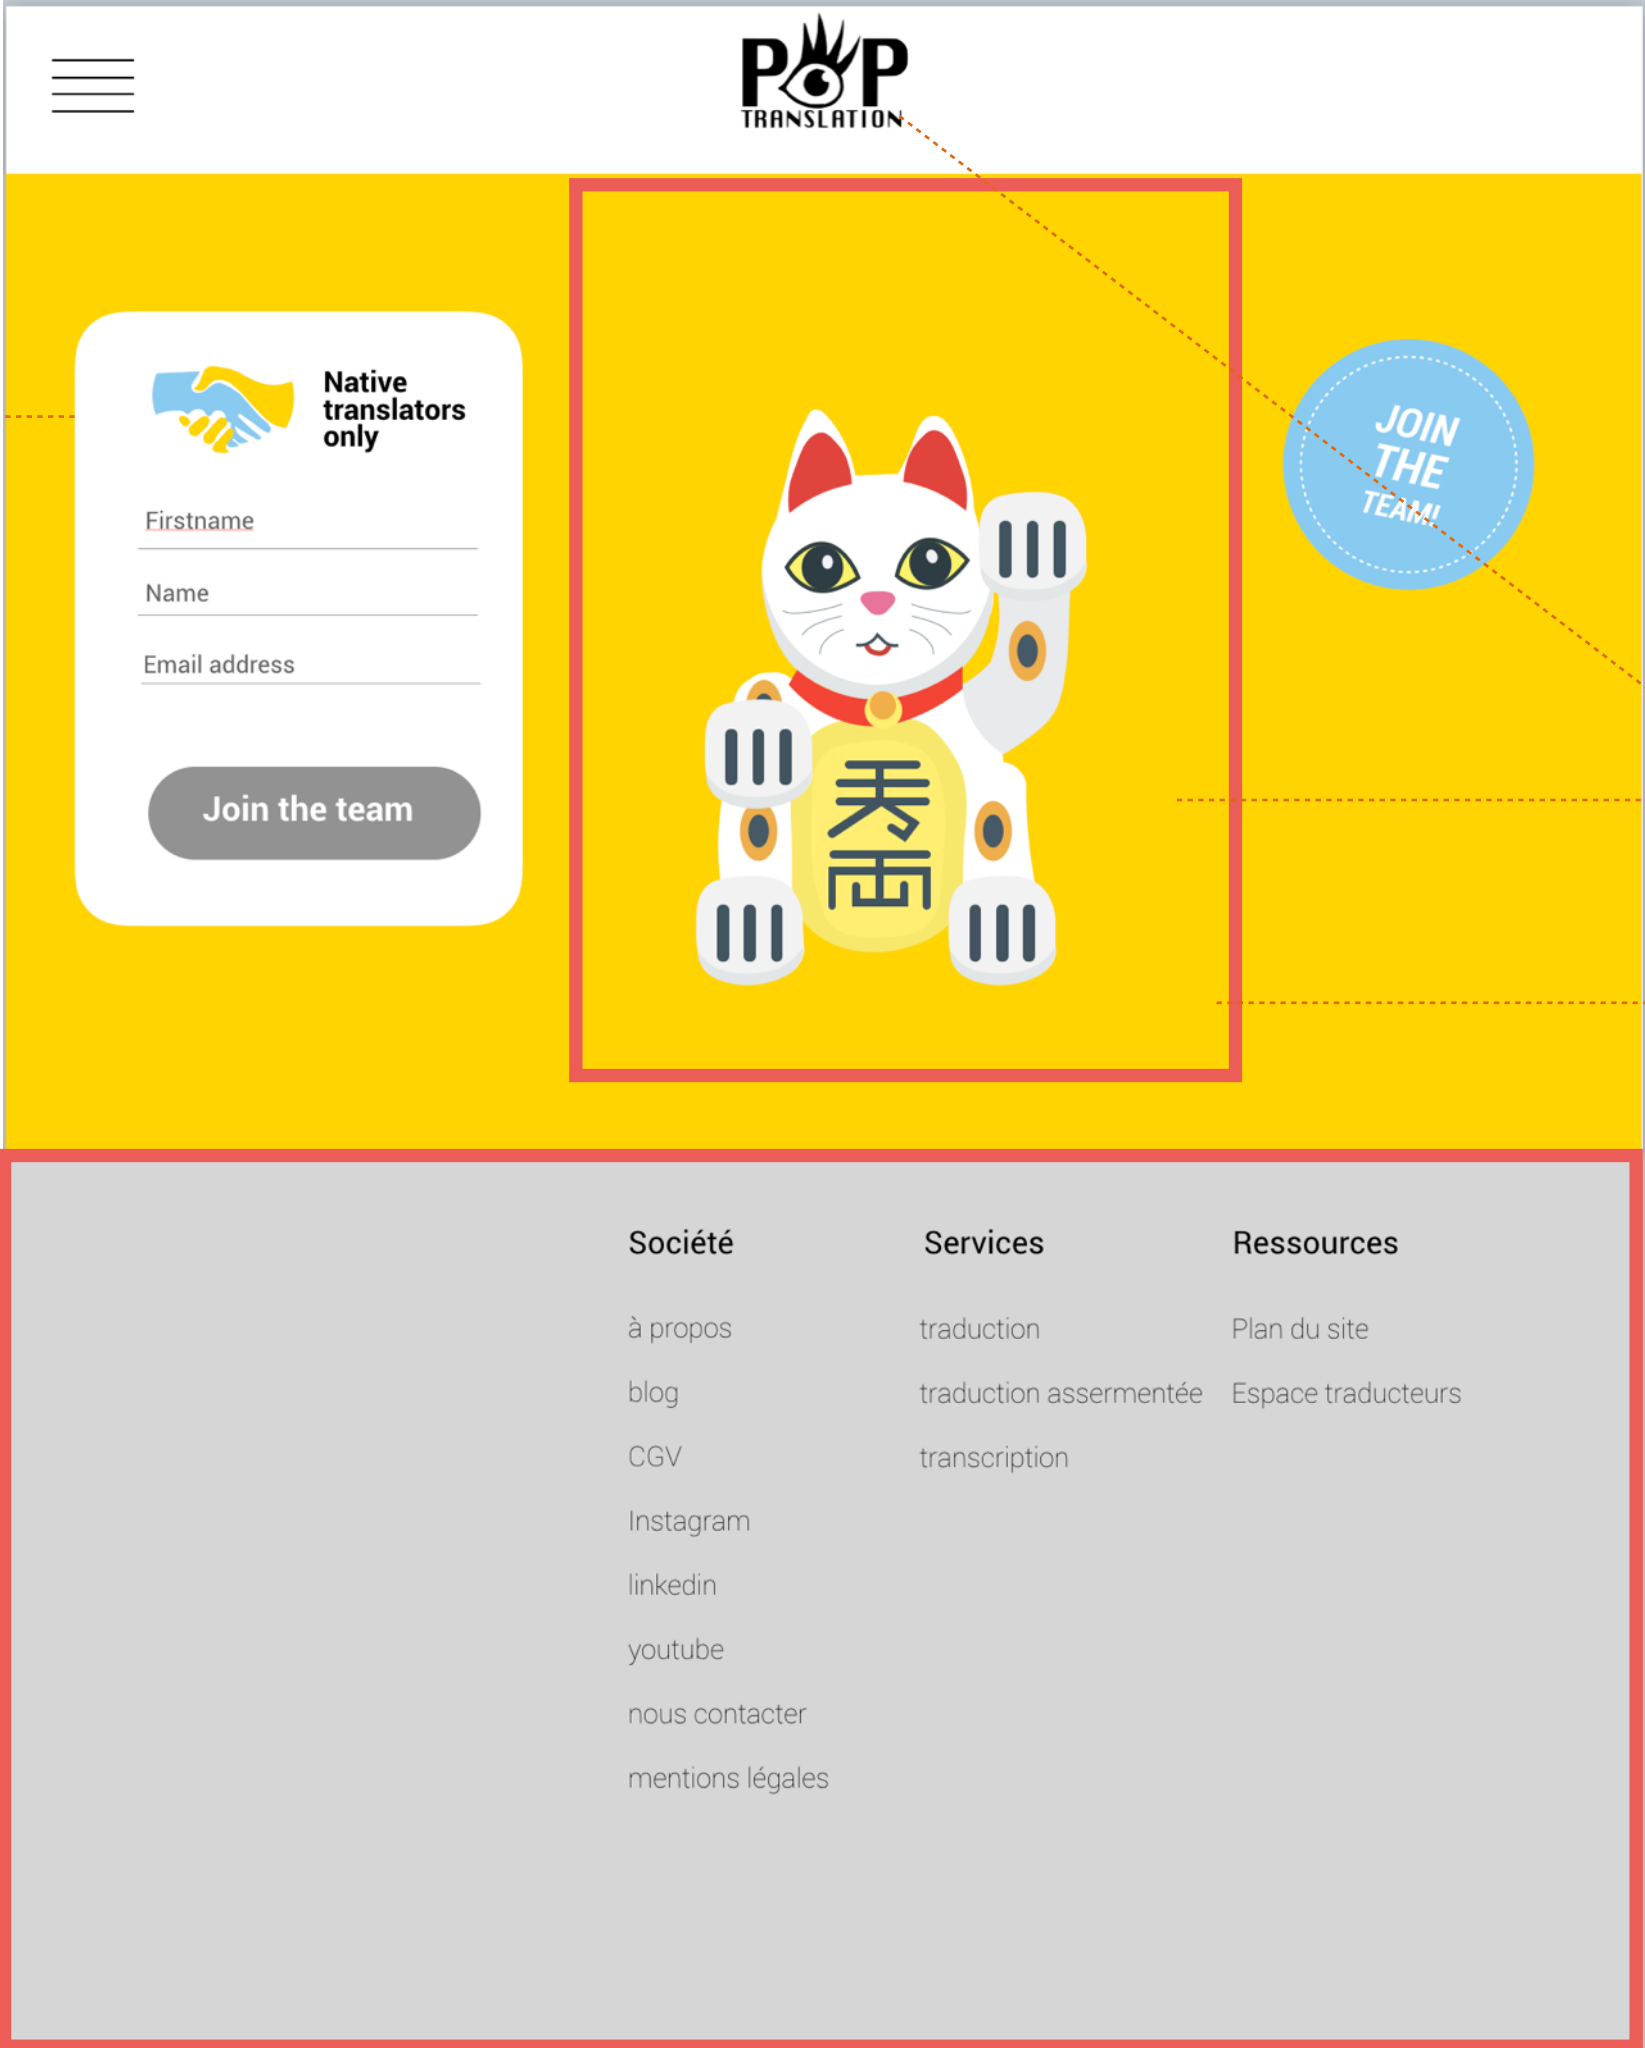 POP
TRANSLATION
Native
translators
only
Firstname
Name
Email address
Join the team
JOIN
THE
TEAM!
Société
à propos
blog
CGV
Instagram
linkedin
youtube
nous contacter
mentions légales
Services
traduction
traduction assermentée
transcription
Ressources
Plan du site
Espace traducteurs